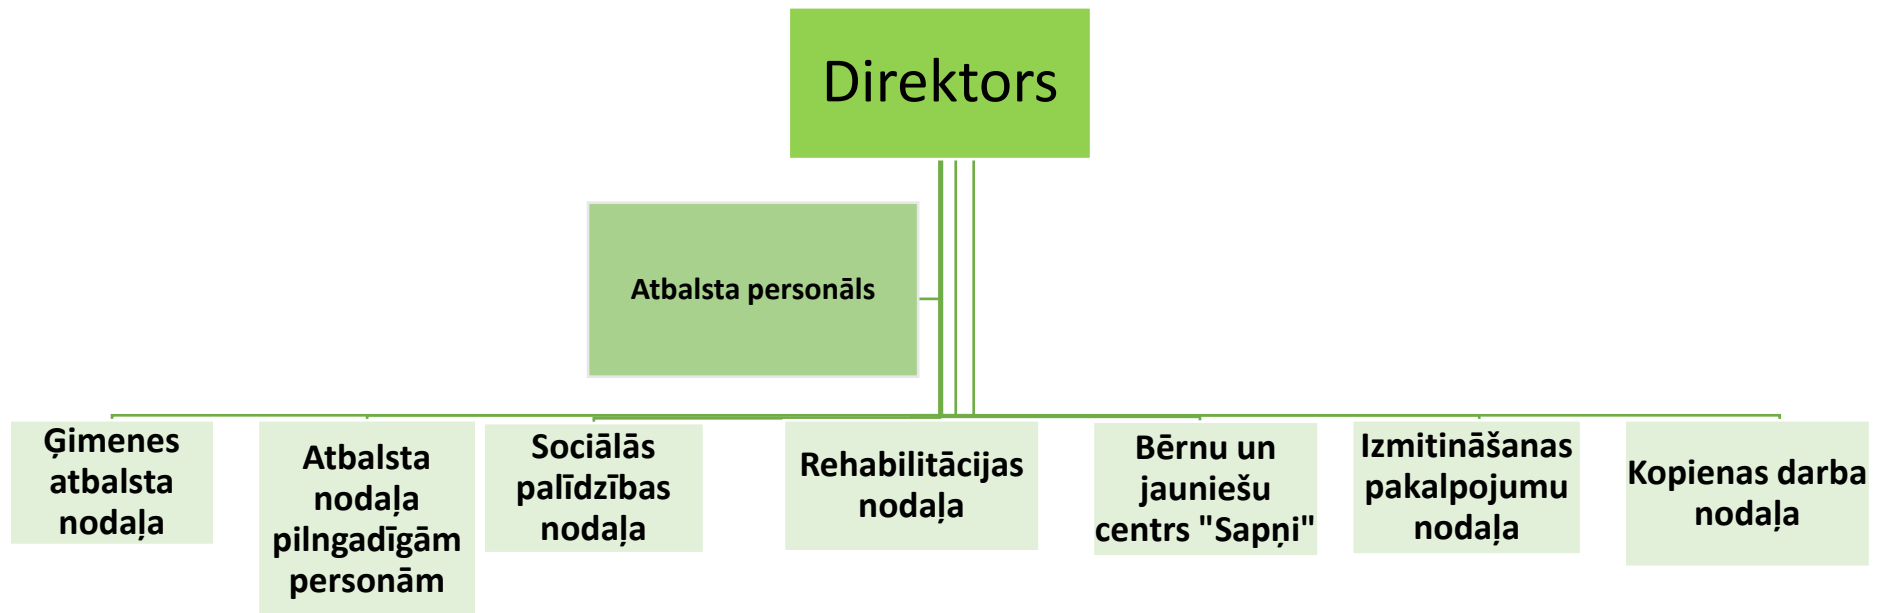 Direktors
Atbalsta personāls
Ģimenes
atbalsta
nodaļa
Atbalsta
nodaļa
pilngadīgām
personām
Sociālās
palīdzības
nodaļa
Rehabilitācijas
nodaļa
Bērnu un
jauniešu
centrs "Sapņi"
Izmitināšanas
pakalpojumu
nodaļa
Kopienas darba
nodaļa